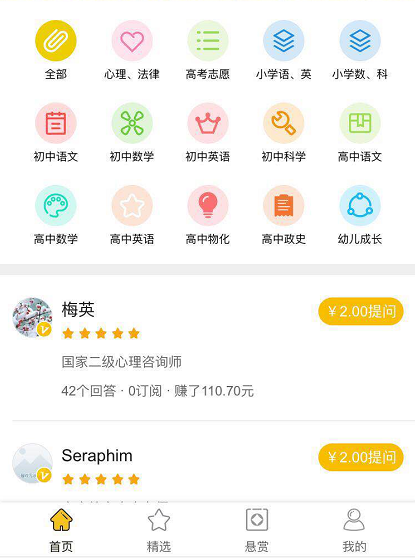 全部 心理、法律 高考志愿 小学语、英 小学数、科
初中语文 初中数学 初中英语 初中科学 高中语文
高中数学 高中英语 高中物化 高中政史 幼儿成长
梅英 ￥2.00提问
国家二级心理咨询师
42个回答 · 0订阅 · 赚了110.70元
Seraphim ￥2.00提问
首页 精选 悬赏 我的